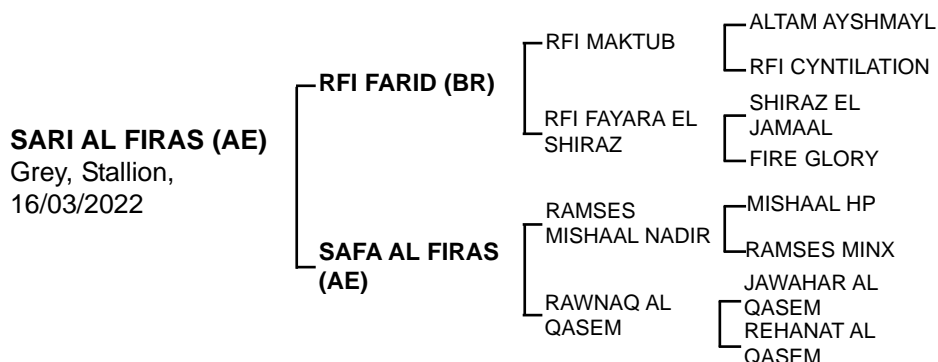 SARI AL FIRAS (AE)
Grey, Stallion,
16/03/2022
RFI FARID (BR)
SAFA AL FIRAS
(AE)
RFI MAKTUB
RFI FAYARA EL
SHIRAZ
RAMSES
MISHAAL NADIR
RAWNAQ AL
QASEM
ALTAM AYSHMAYL
RFI CYNTILATION
SHIRAZ EL
JAMAAL
FIRE GLORY
MISHAAL HP
RAMSES MINX
JAWAHAR AL
QASEM
REHANAT AL
QASEM